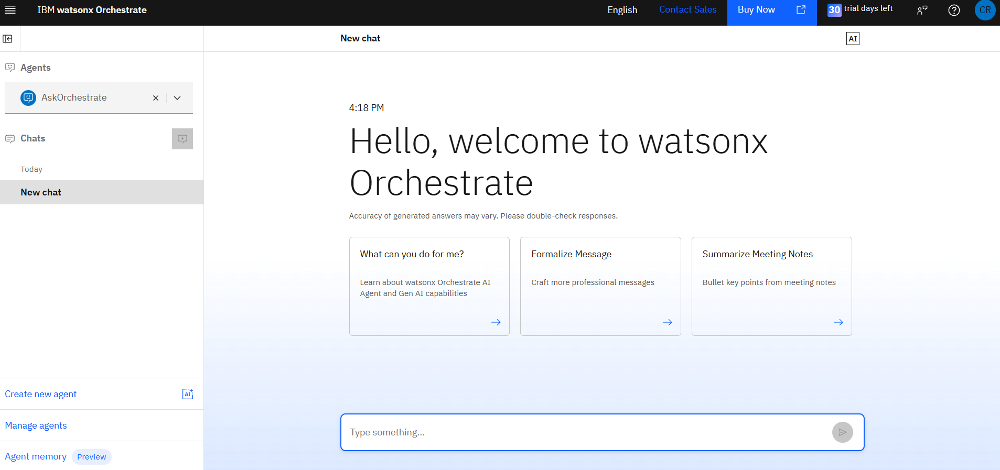 IBM watsonx Orchestrate
English
Contact Sales
Buy Now
30 trial days left
CR
New chat
AI
Agents
AskOrchestrate
Chats
Today
New chat
Create new agent
AI
Manage agents
Agent memory
Preview
4:18 PM
Hello, welcome to watsonx
Orchestrate
Accuracy of generated answers may vary. Please double-check responses.
What can you do for me?
Learn about watsonx Orchestrate AI
Agent and Gen AI capabilities
Formalize Message
Craft more professional messages
Summarize Meeting Notes
Bullet key points from meeting notes
Type something...